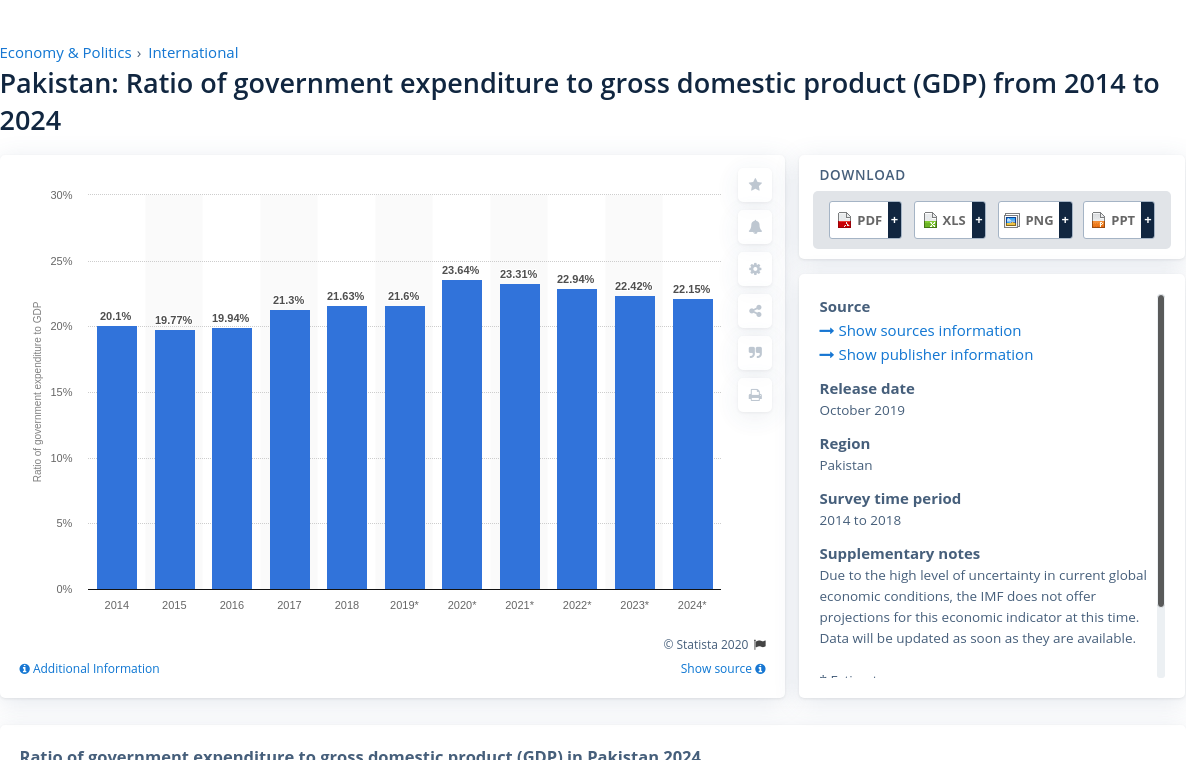 Economy & Politics › International
Pakistan: Ratio of government expenditure to gross domestic product (GDP) from 2014 to
2024
30%
25%
20%
15%
10%
5%
0%
Ratio of government expenditure to GDP
20.1%
19.77%
19.94%
21.3%
21.63%
21.6%
23.64%
23.31%
22.94%
22.42%
22.15%
2014
2015
2016
2017
2018
2019*
2020*
2021*
2022*
2023*
2024*
© Statista 2020
Additional Information
Show source
DOWNLOAD
PDF +
XLS +
PNG +
PPT +
Source
Show sources information
Show publisher information
Release date
October 2019
Region
Pakistan
Survey time period
2014 to 2018
Supplementary notes
Due to the high level of uncertainty in current global
economic conditions, the IMF does not offer
projections for this economic indicator at this time.
Data will be updated as soon as they are available.
Ratio of government expenditure to gross domestic product (GDP) in Pakistan 2024